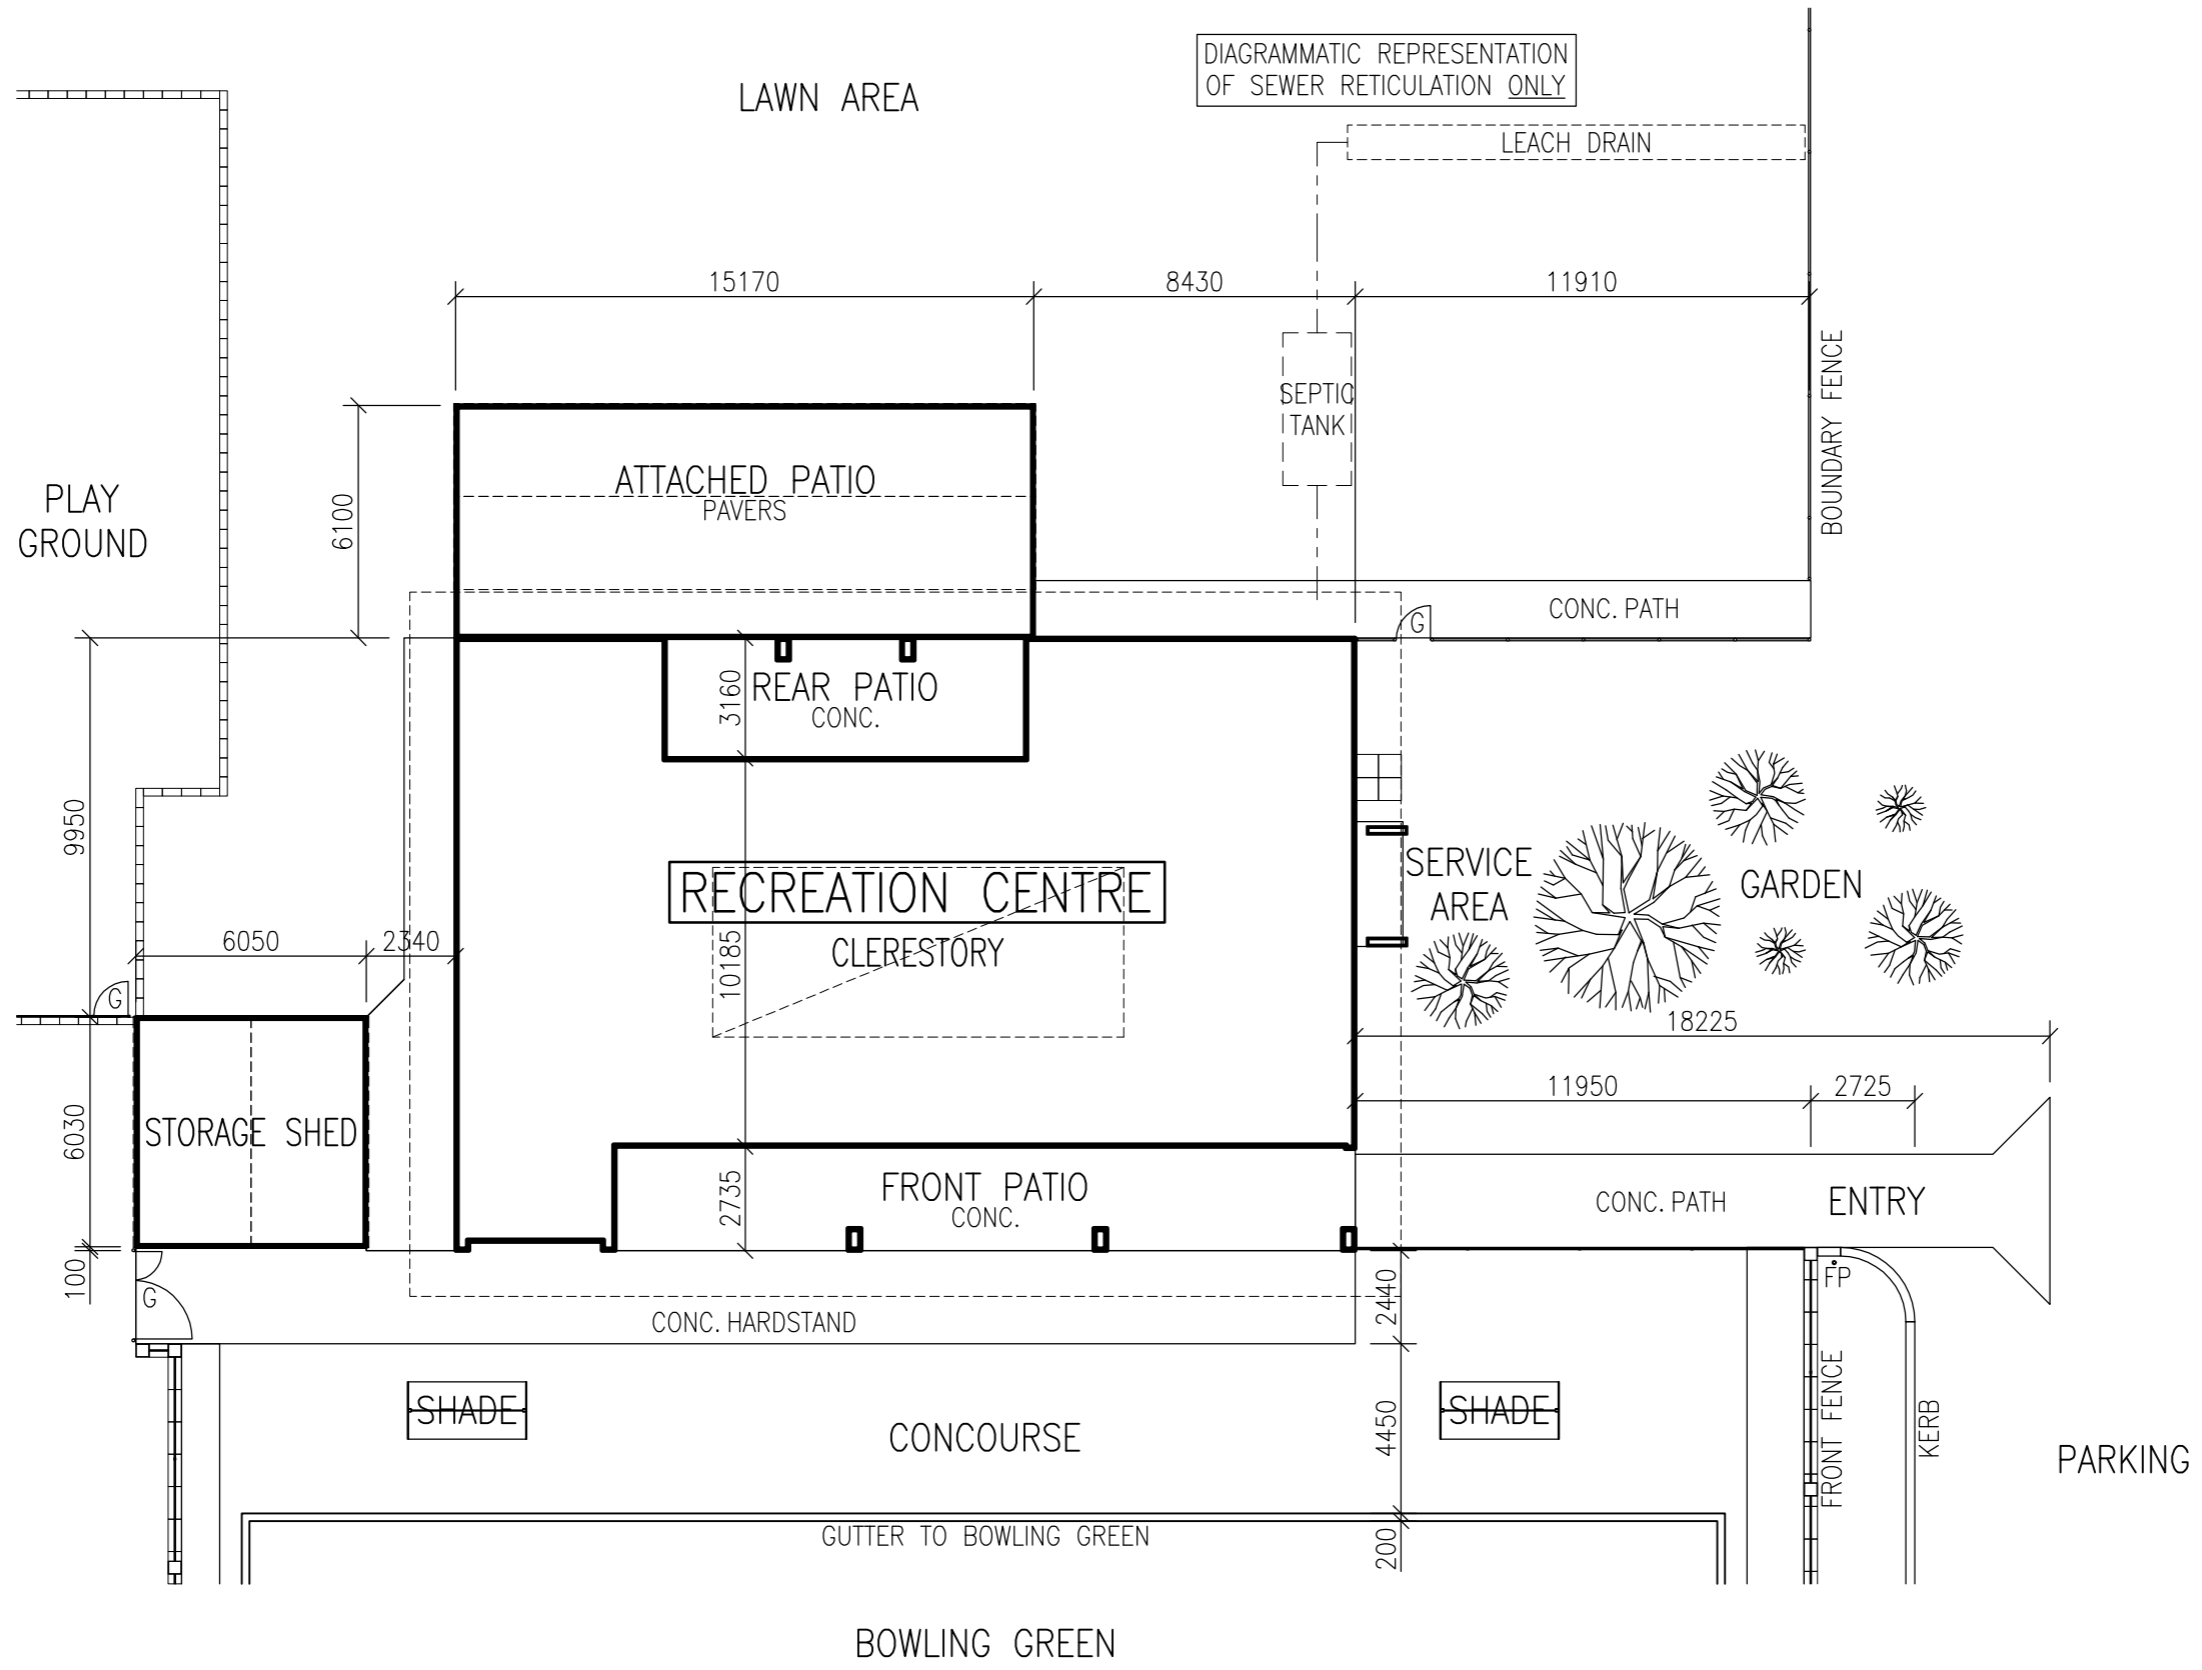 DIAGRAMMATIC REPRESENTATION
OF SEWER RETICULATION ONLY
LAWN AREA
LEACH DRAIN
15170
8430
11910
BOUNDARY FENCE
SEPTIC
TANK
PLAY
GROUND
6100
ATTACHED PATIO
PAVERS
CONC. PATH
G
3160
REAR PATIO
CONC.
9950
RECREATION CENTRE
CLERESTORY
10185
SERVICE
AREA
GARDEN
6050
2340
G
18225
11950
2725
6030
STORAGE SHED
2735
FRONT PATIO
CONC.
CONC. PATH
ENTRY
100
G
FP
2440
CONC. HARDSTAND
SHADE
CONCOURSE
4450
SHADE
FRONT FENCE
KERB
PARKING
GUTTER TO BOWLING GREEN
200
BOWLING GREEN